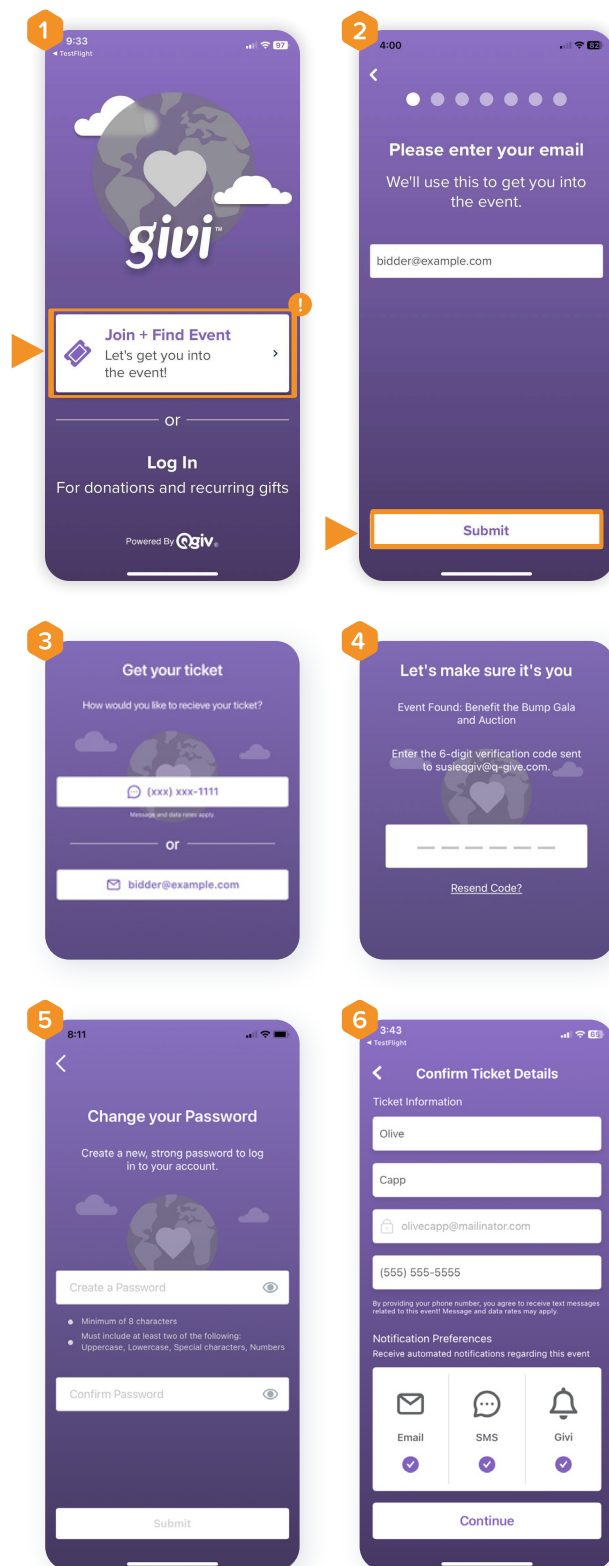 1
9:33
97
◄ TestFlight
givi™
!
Join + Find Event
Let's get you into
the event!
or
Log In
For donations and recurring gifts
Powered By Qgiv®
2
4:00
82
Please enter your email
We'll use this to get you into
the event.
bidder@example.com
Submit
3
Get your ticket
How would you like to recieve your ticket?
(xxx) xxx-1111
Message and data rates apply.
or
bidder@example.com
4
Let's make sure it's you
Event Found: Benefit the Bump Gala
and Auction
Enter the 6-digit verification code sent
to susieqgiv@q-give.com.
Resend Code?
5
8:11
Change your Password
Create a new, strong password to log
in to your account.
Create a Password
Minimum of 8 characters
Must include at least two of the following:
Uppercase, Lowercase, Special characters, Numbers
Confirm Password
Submit
6
3:43
65
◄ TestFlight
Confirm Ticket Details
Ticket Information
Olive
Capp
olivecapp@mailinator.com
(555) 555-5555
By providing your phone number, you agree to receive text messages
related to this event! Message and data rates may apply.
Notification Preferences
Receive automated notifications regarding this event
Email
SMS
Givi
Continue